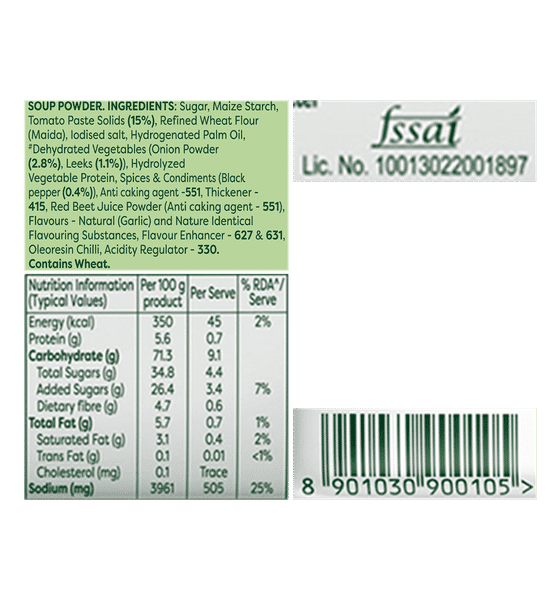 SOUP POWDER. INGREDIENTS: Sugar, Maize Starch,
Tomato Paste Solids (15%), Refined Wheat Flour
(Maida), Iodised salt, Hydrogenated Palm Oil,
#Dehydrated Vegetables (Onion Powder
(2.8%), Leeks (1.1%)), Hydrolyzed
Vegetable Protein, Spices & Condiments (Black
pepper (0.4%)), Anti caking agent -551, Thickener -
415, Red Beet Juice Powder (Anti caking agent - 551),
Flavours - Natural (Garlic) and Nature Identical
Flavouring Substances, Flavour Enhancer - 627 & 631,
Oleoresin Chilli, Acidity Regulator - 330.
Contains Wheat.
fssai
Lic. No. 10013022001897
Nutrition Information (Typical Values) Per 100 g product Per Serve % RDA^/ Serve
Energy (kcal) 350 45 2%
Protein (g) 5.6 0.7
Carbohydrate (g) 71.3 9.1
Total Sugars (g) 34.8 4.4
Added Sugars (g) 26.4 3.4 7%
Dietary fibre (g) 4.7 0.6
Total Fat (g) 5.7 0.7 1%
Saturated Fat (g) 3.1 0.4 2%
Trans Fat (g) 0.1 0.01 <1%
Cholesterol (mg) 0.1 Trace
Sodium (mg) 3961 505 25%
8 901030 900105 >